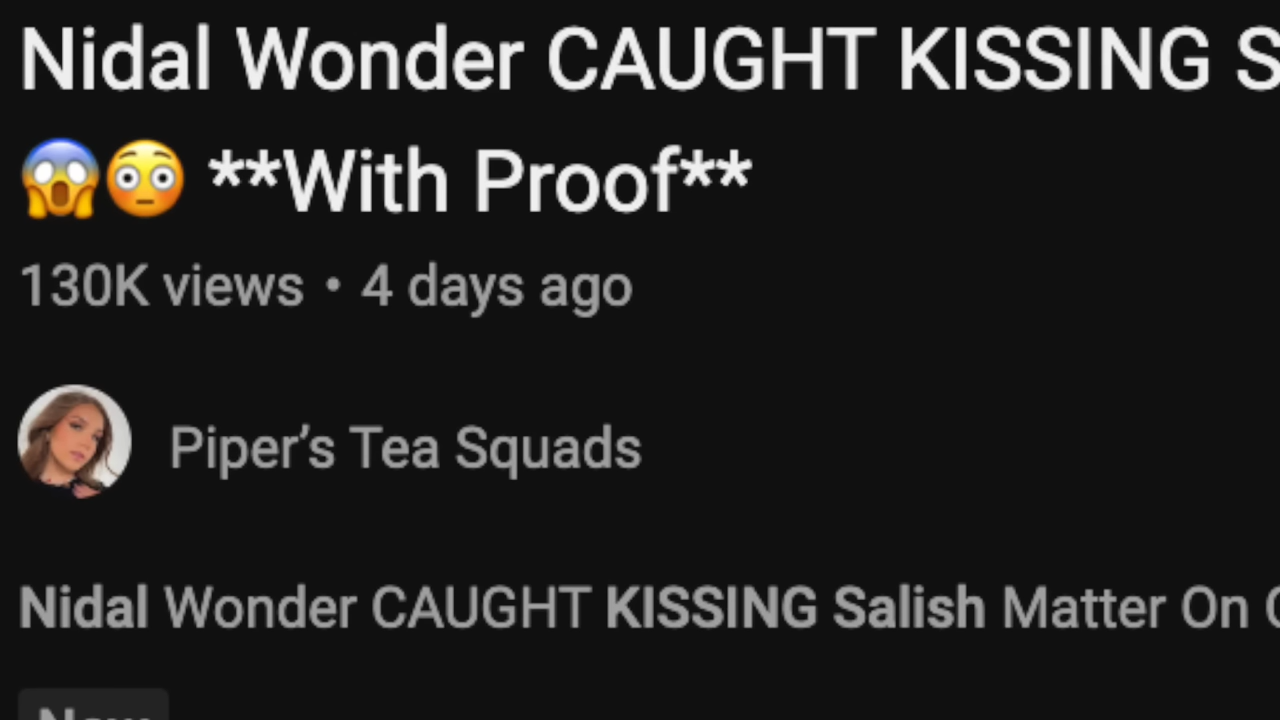 Nidal Wonder CAUGHT KISSING S
😱😳 **With Proof**
130K views • 4 days ago
Piper’s Tea Squads
Nidal Wonder CAUGHT KISSING Salish Matter On
New